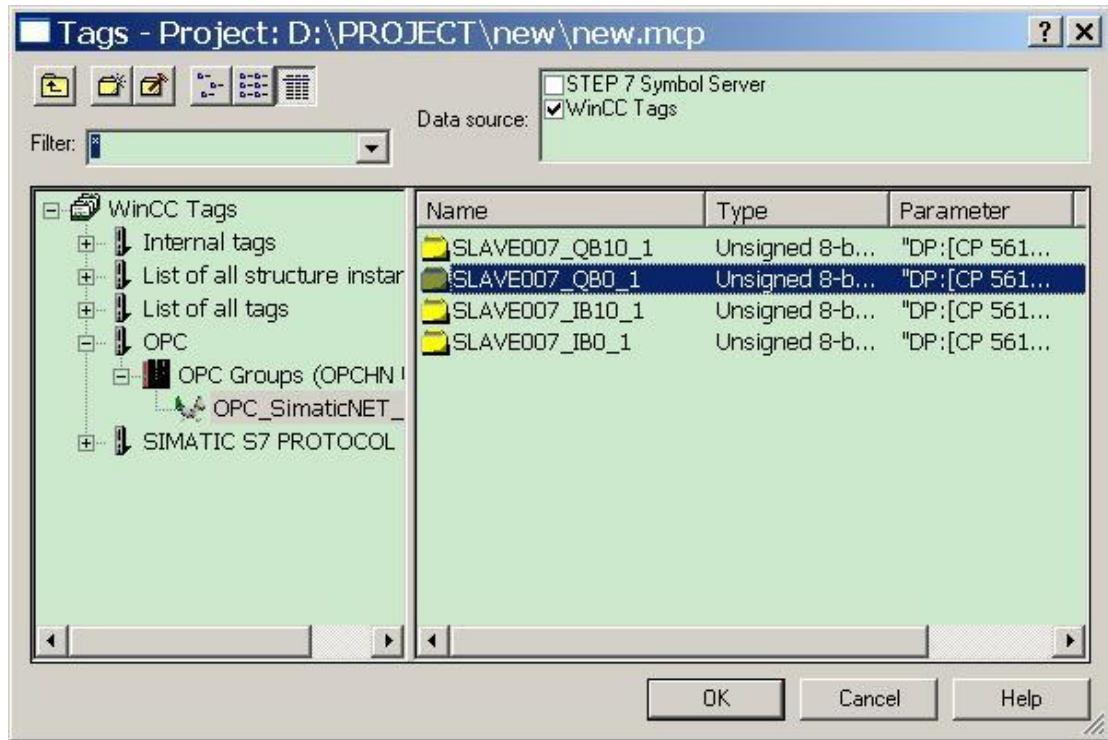 Tags - Project: D:\PROJECT\new\new.mcp
Data source:
STEP 7 Symbol Server
WinCC Tags
Filter: *
WinCC Tags
Internal tags
List of all structure instar
List of all tags
OPC
OPC Groups (OPCHN
OPC_SimaticNET_
SIMATIC S7 PROTOCOL
Name Type Parameter
SLAVE007_QB10_1 Unsigned 8-b... "DP:[CP 561...
SLAVE007_QB0_1 Unsigned 8-b... "DP:[CP 561...
SLAVE007_IB10_1 Unsigned 8-b... "DP:[CP 561...
SLAVE007_IB0_1 Unsigned 8-b... "DP:[CP 561...
OK Cancel Help